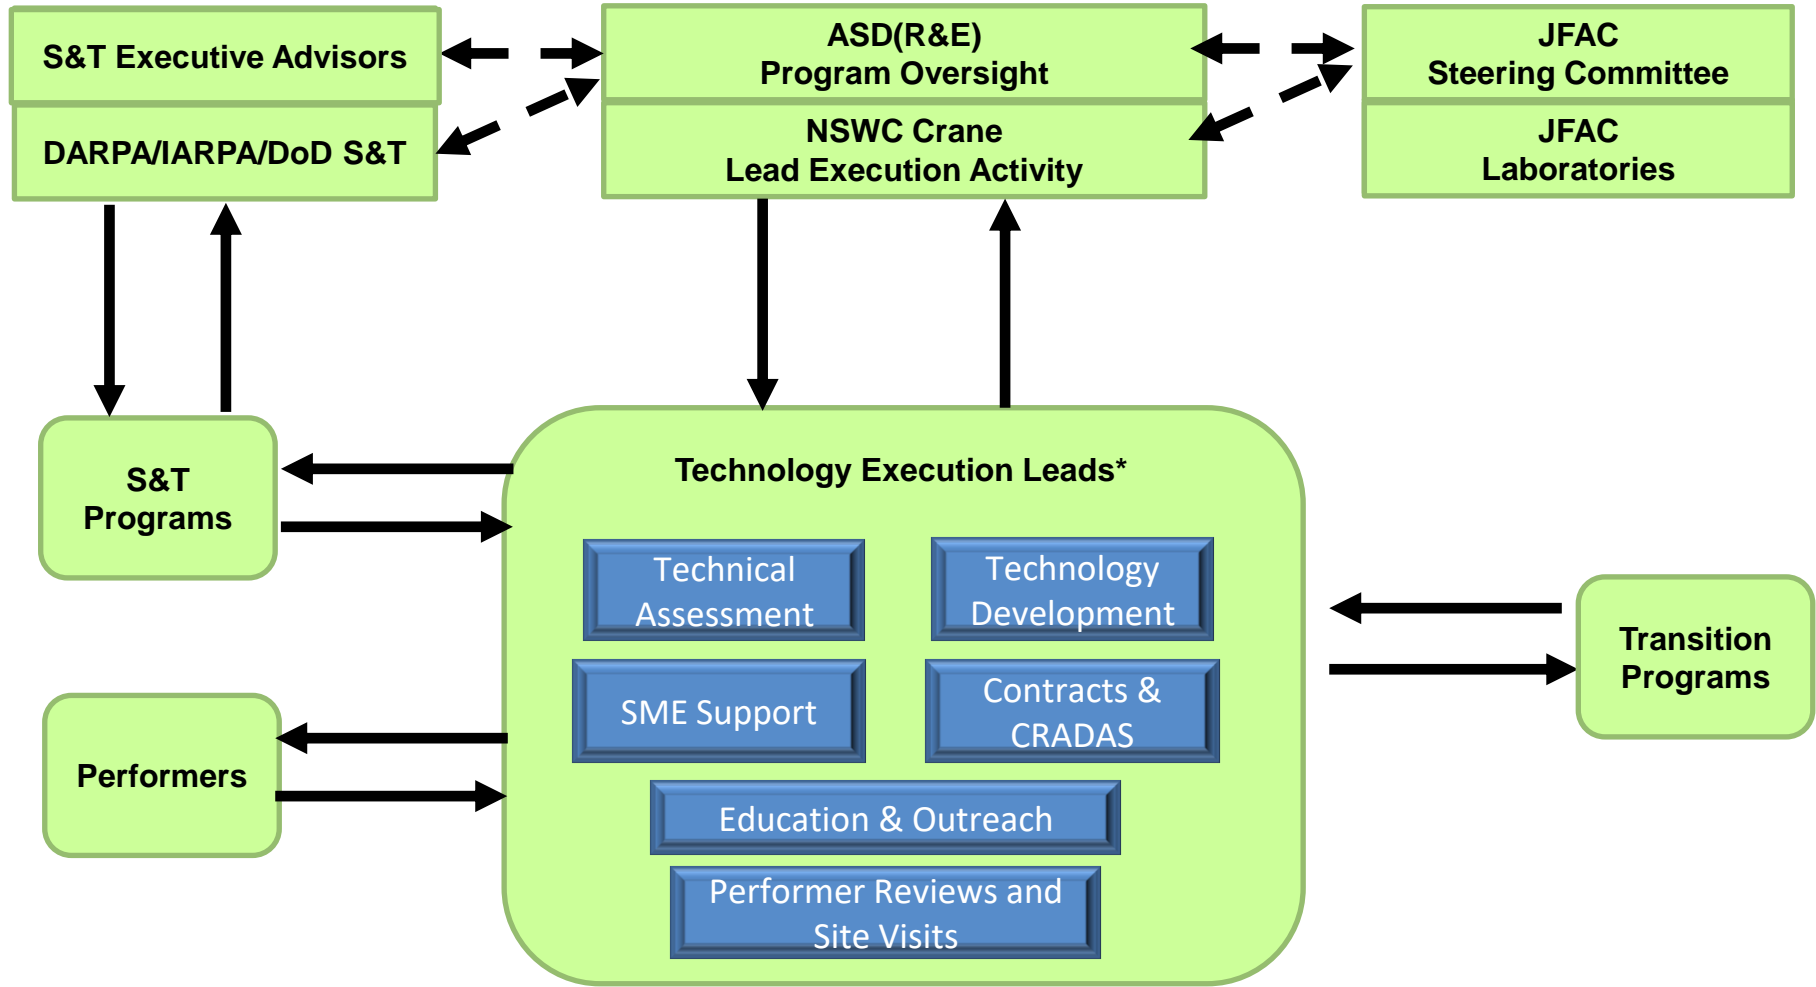 S&T Executive Advisors
DARPA/IARPA/DoD S&T
ASD(R&E)
Program Oversight
NSWC Crane
Lead Execution Activity
JFAC
Steering Committee
JFAC
Laboratories
S&T
Programs
Performers
Technology Execution Leads*
Technical
Assessment
Technology
Development
SME Support
Contracts &
CRADAS
Education & Outreach
Performer Reviews and
Site Visits
Transition
Programs